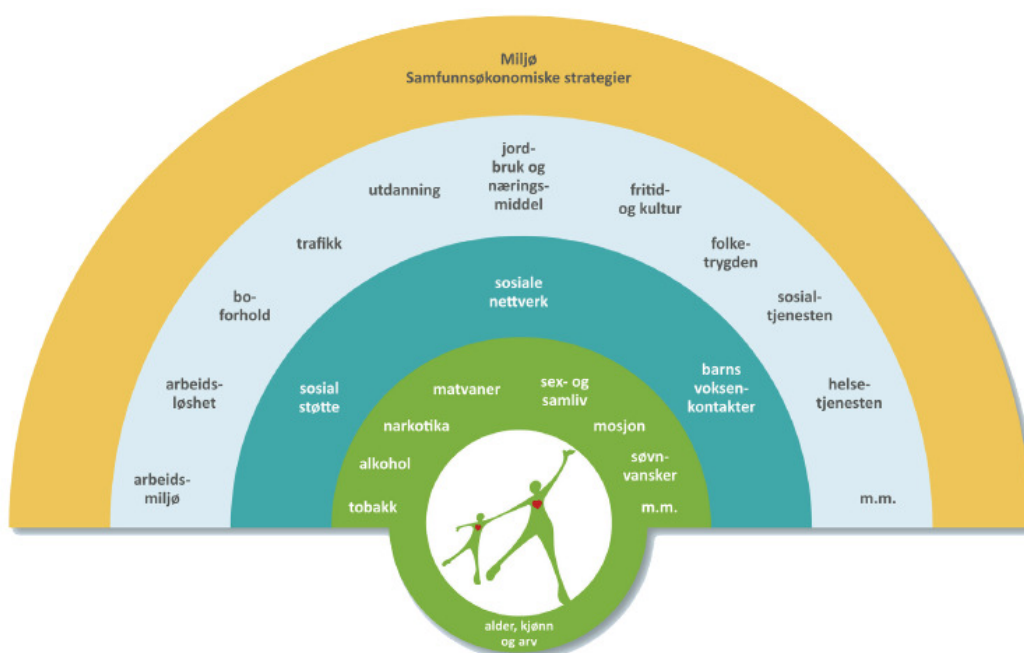 Miljø
Samfunnsøkonomiske strategier
jord-
bruk og
nærings-
middel
utdanning
fritid-
og kultur
trafikk
folke-
trygden
bo-
forhold
sosial-
tjenesten
arbeids-
løshet
helse-
tjenesten
arbeids-
miljø
m.m.
sosiale
nettverk
sosial
støtte
barns
voksen-
kontakter
matvaner
sex- og
samliv
narkotika
mosjon
alkohol
søvn-
vansker
tobakk
m.m.
alder, kjønn
og arv